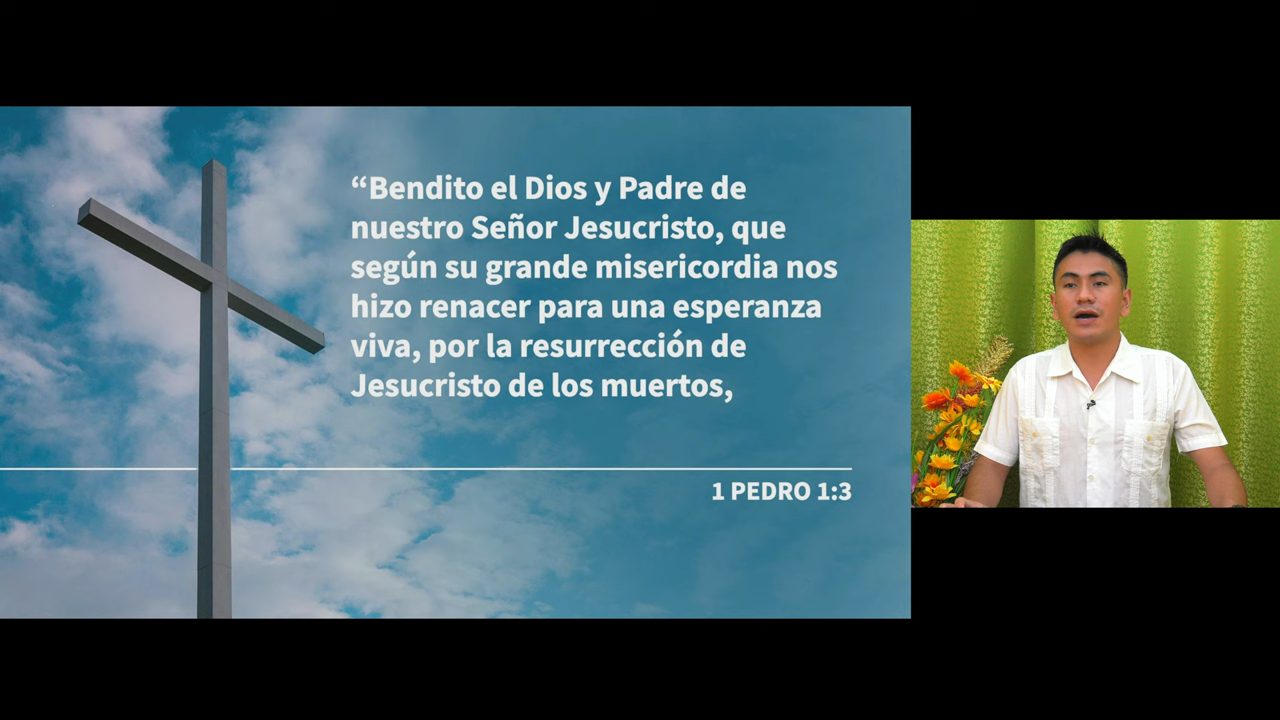 “Bendito el Dios y Padre de
nuestro Señor Jesucristo, que
según su grande misericordia nos
hizo renacer para una esperanza
viva, por la resurrección de
Jesucristo de los muertos,
1 PEDRO 1:3